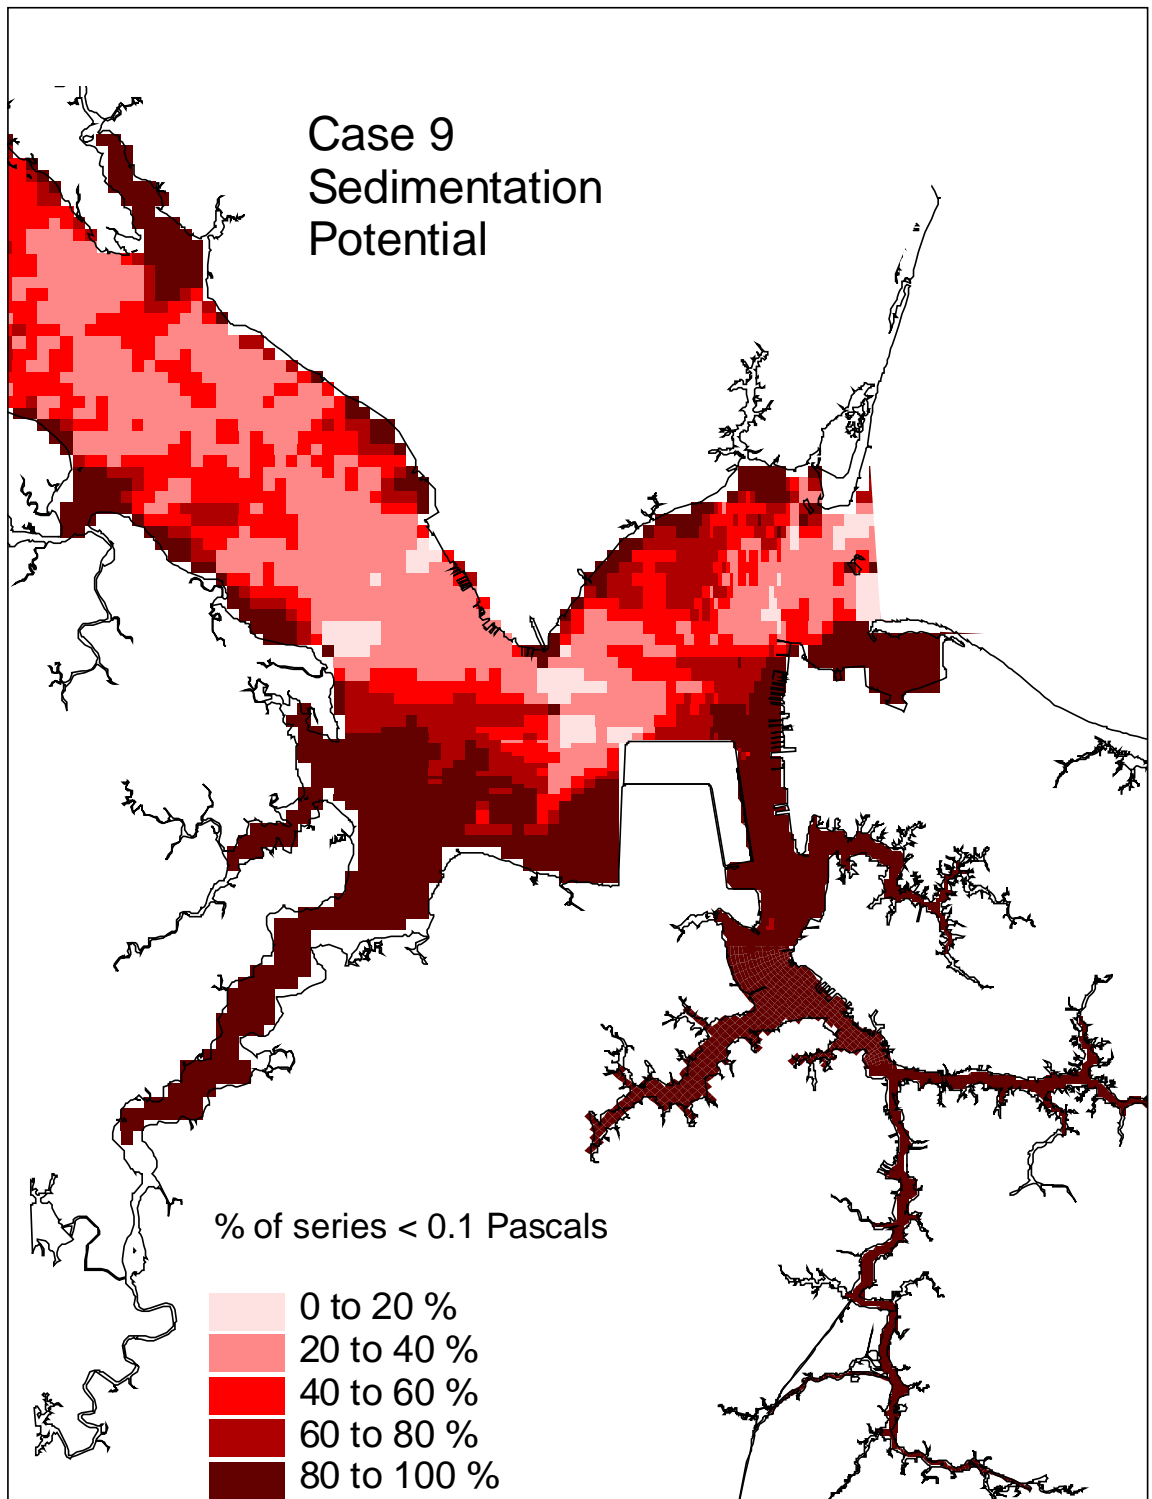 Case 9
Sedimentation
Potential
% of series < 0.1 Pascals
0 to 20 %
20 to 40 %
40 to 60 %
60 to 80 %
80 to 100 %